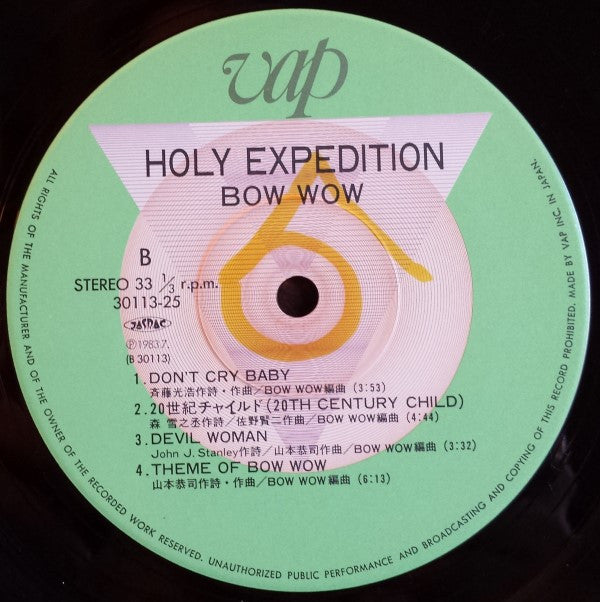 vap
HOLY EXPEDITION
BOW WOW
B
STEREO 33 1/3 r.p.m.
30113-25
JASRAC
Ⓟ1983.7.
(B 30113)
1. DON'T CRY BABY
斉藤光浩作詩・作曲/BOW WOW編曲 (3:53)
2. 20世紀チャイルド(20TH CENTURY CHILD)
森 雪之丞作詩/佐野賢二作曲/BOW WOW編曲 (4:44)
3. DEVIL WOMAN
John J. Stanley作詩/山本恭司作曲/BOW WOW編曲 (3:32)
4. THEME OF BOW WOW
山本恭司作詩・作曲/BOW WOW編曲 (6:13)
ALL RIGHTS OF THE MANUFACTURER AND OF THE OWNER OF THE RECORDED WORK RESERVED. UNAUTHORIZED PUBLIC PERFORMANCE AND BROADCASTING AND COPYING OF THIS RECORD PROHIBITED. MADE BY VAP INC. IN JAPAN.